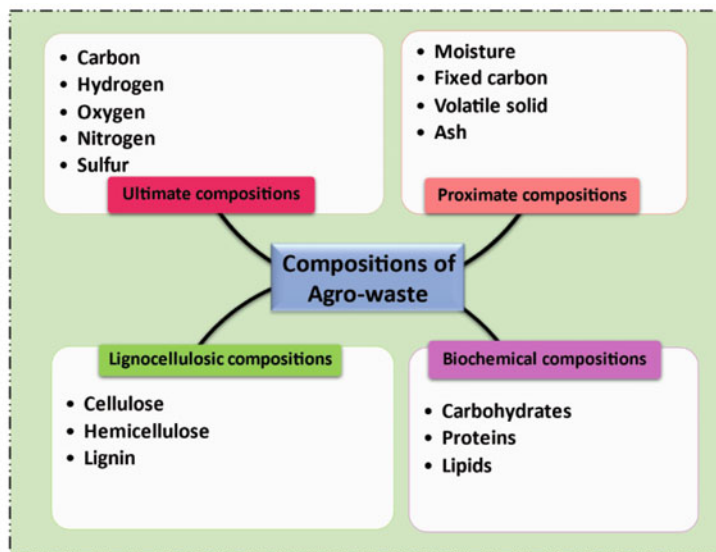 • Carbon
• Hydrogen
• Oxygen
• Nitrogen
• Sulfur
Ultimate compositions
• Moisture
• Fixed carbon
• Volatile solid
• Ash
Proximate compositions
Compositions of
Agro-waste
Lignocellulosic compositions
• Cellulose
• Hemicellulose
• Lignin
Biochemical compositions
• Carbohydrates
• Proteins
• Lipids